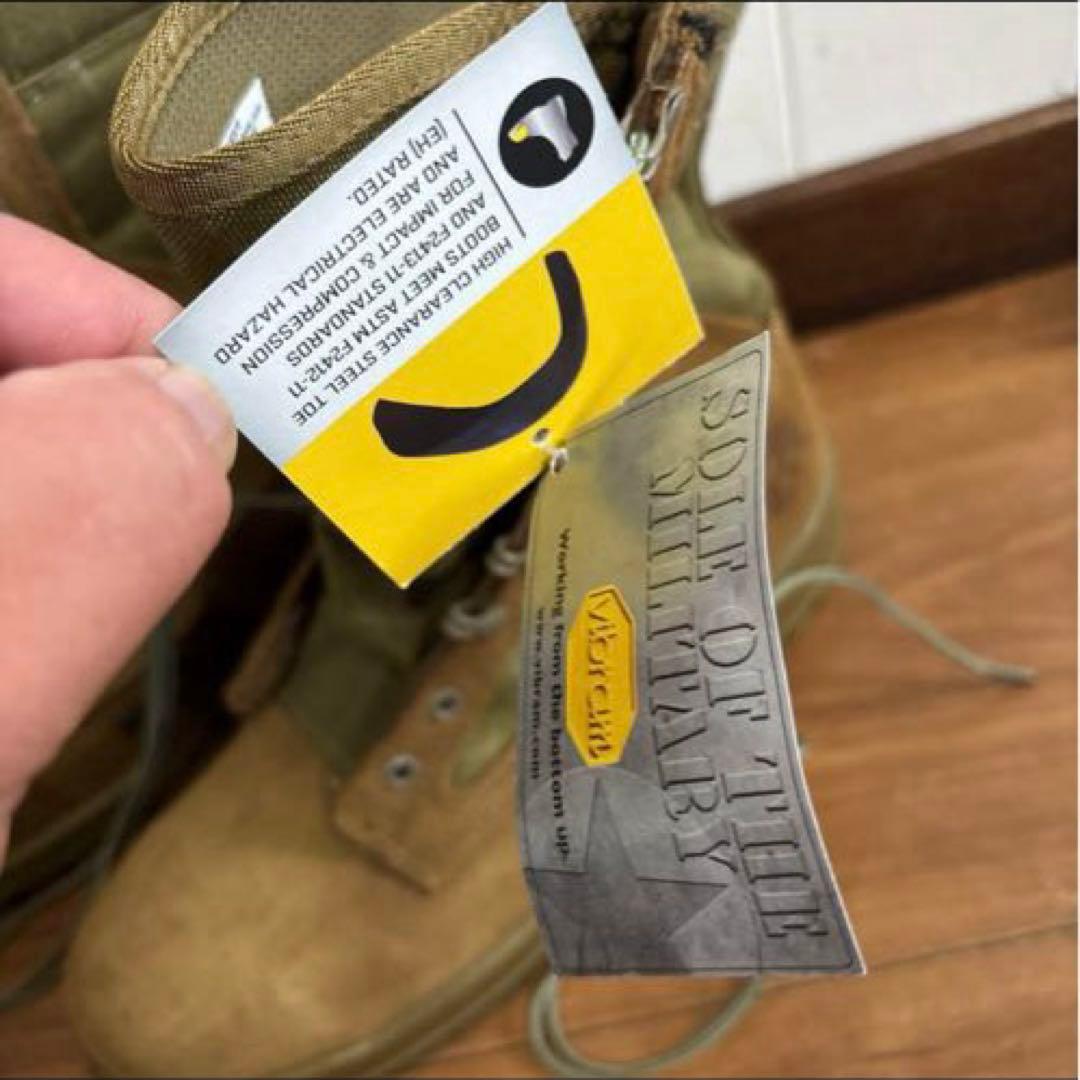 HIGH CLEARANCE STEEL TOE
BOOTS MEET ASTM F2412-11
AND F2413-11 STANDARDS
FOR IMPACT & COMPRESSION
AND ARE ELECTRICAL HAZARD
(EH) RATED.
SOLE OF THE
MILITARY
vibram
Working from the bottom up
www.vibram.com